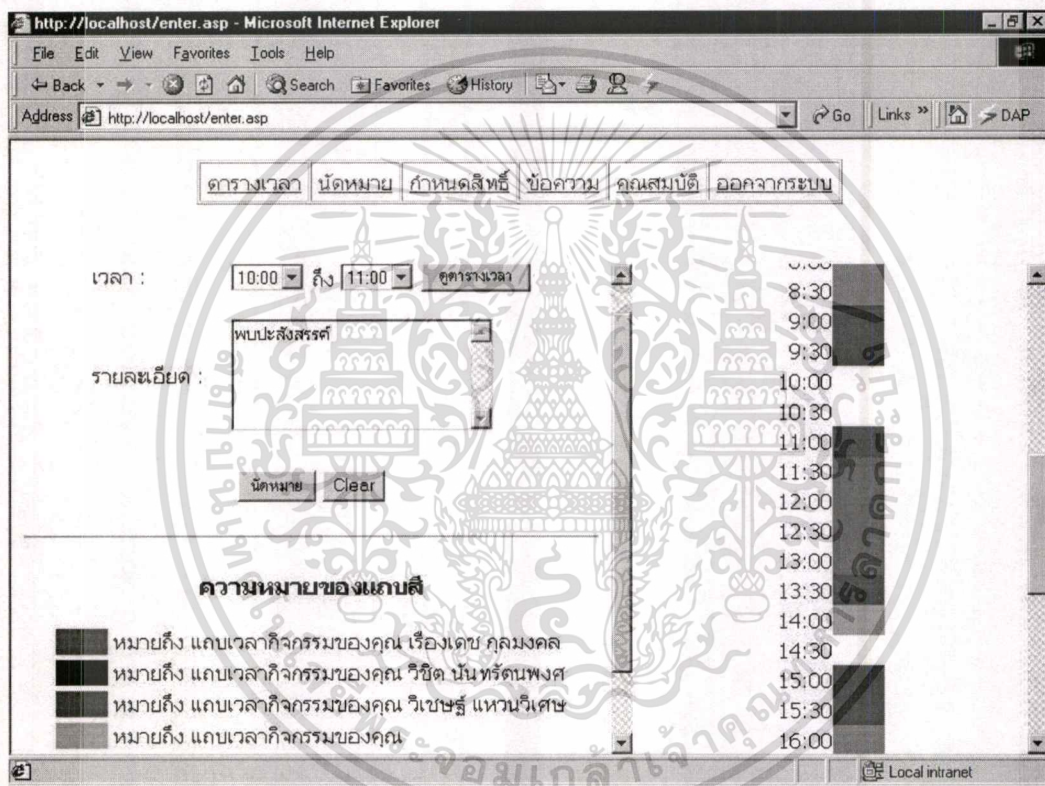 http://localhost/enter.asp - Microsoft Internet Explorer
File Edit View Favorites Tools Help
Back Search Favorites History
Address http://localhost/enter.asp Go Links » DAP
ตารางเวลา นัดหมาย กำหนดสิทธิ์ ข้อความ คุณสมบัติ ออกจากระบบ
เวลา : 10:00 ถึง 11:00 ดูตารางเวลา
รายละเอียด : พบปะสังสรรค์
นัดหมาย Clear
ความหมายของแถบสี
หมายถึง แถบเวลากิจกรรมของคุณ เรืองเดช กุลมงคล
หมายถึง แถบเวลากิจกรรมของคุณ วิชิต นันทรัตนพงศ
หมายถึง แถบเวลากิจกรรมของคุณ วิเชษฐ์ แหวนวิเศษ
หมายถึง แถบเวลากิจกรรมของคุณ
8:30
9:00
9:30
10:00
10:30
11:00
11:30
12:00
12:30
13:00
13:30
14:00
14:30
15:00
15:30
16:00
Local intranet